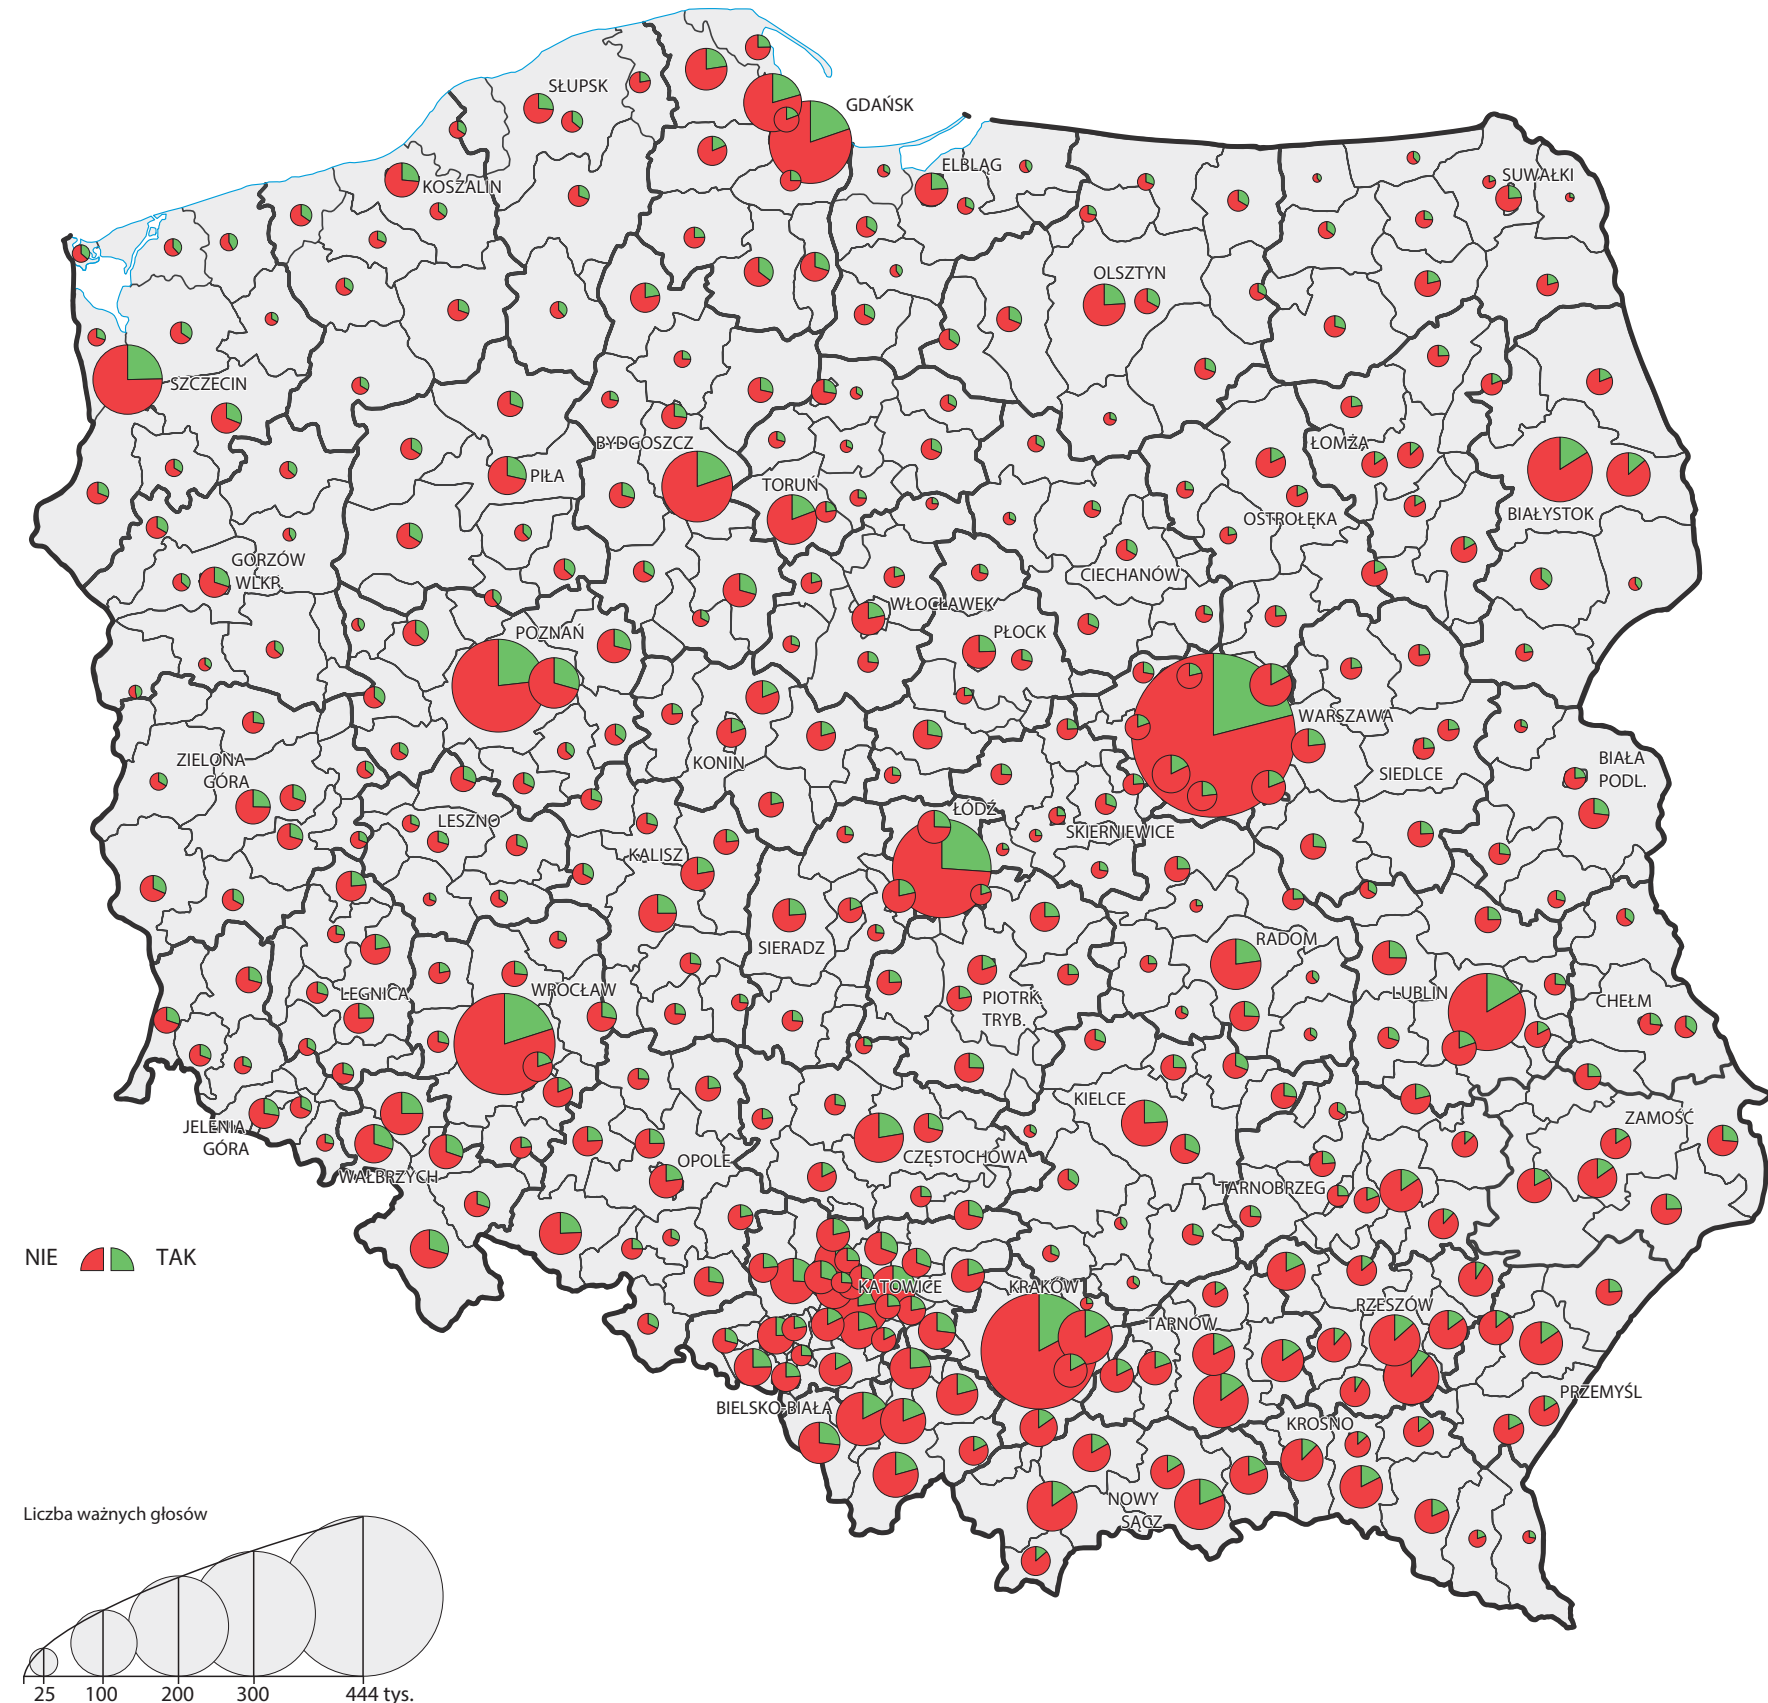 SŁUPSK
GDAŃSK
KOSZALIN
ELBLĄG
SUWAŁKI
OLSZTYN
SZCZECIN
BYDGOSZCZ
ŁOMŻA
PIŁA
TORUŃ
OSTROŁĘKA
BIAŁYSTOK
GORZÓW
WLKP.
CIECHANÓW
WŁOCŁAWEK
POZNAŃ
PŁOCK
WARSZAWA
ZIELONA
GÓRA
KONIN
SIEDLCE
BIAŁA
PODL.
LESZNO
ŁÓDŹ
SKIERNIEWICE
KALISZ
SIERADZ
RADOM
LEGNICA
WROCŁAW
PIOTRK.
TRYB.
LUBLIN
CHEŁM
JELENIA
GÓRA
KIELCE
ZAMOŚĆ
WAŁBRZYCH
OPOLE
CZĘSTOCHOWA
TARNOBRZEG
NIE
TAK
KATOWICE
KRAKÓW
TARNÓW
RZESZÓW
BIELSKO-BIAŁA
KROSNO
PRZEMYŚL
NOWY
SĄCZ
Liczba ważnych głosów
25 100 200 300 444 tys.